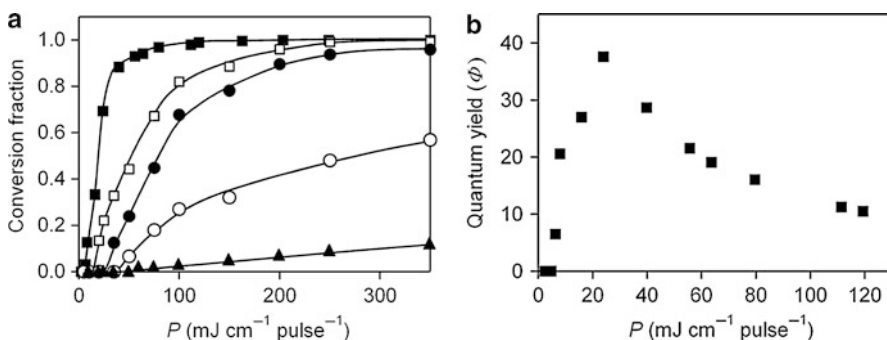 a
b
Conversion fraction
1.0
0.8
0.6
0.4
0.2
0.0
0 100 200 300
P (mJ cm⁻¹ pulse⁻¹)
Quantum yield (Φ)
40
30
20
10
0
0 20 40 60 80 100 120
P (mJ cm⁻¹ pulse⁻¹)